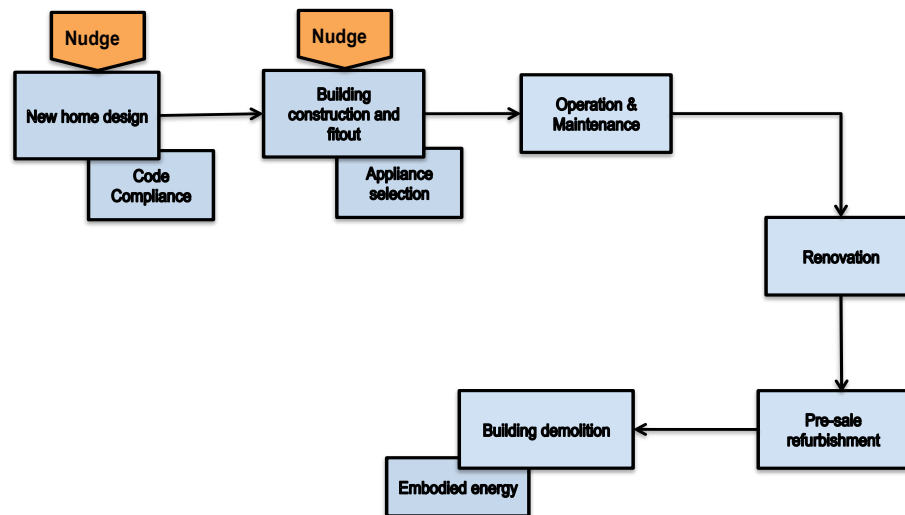 Nudge
Nudge
New home design
Building
construction and
fitout
Operation &
Maintenance
Code
Compliance
Appliance
selection
Renovation
Pre-sale
refurbishment
Building demolition
Embodied energy